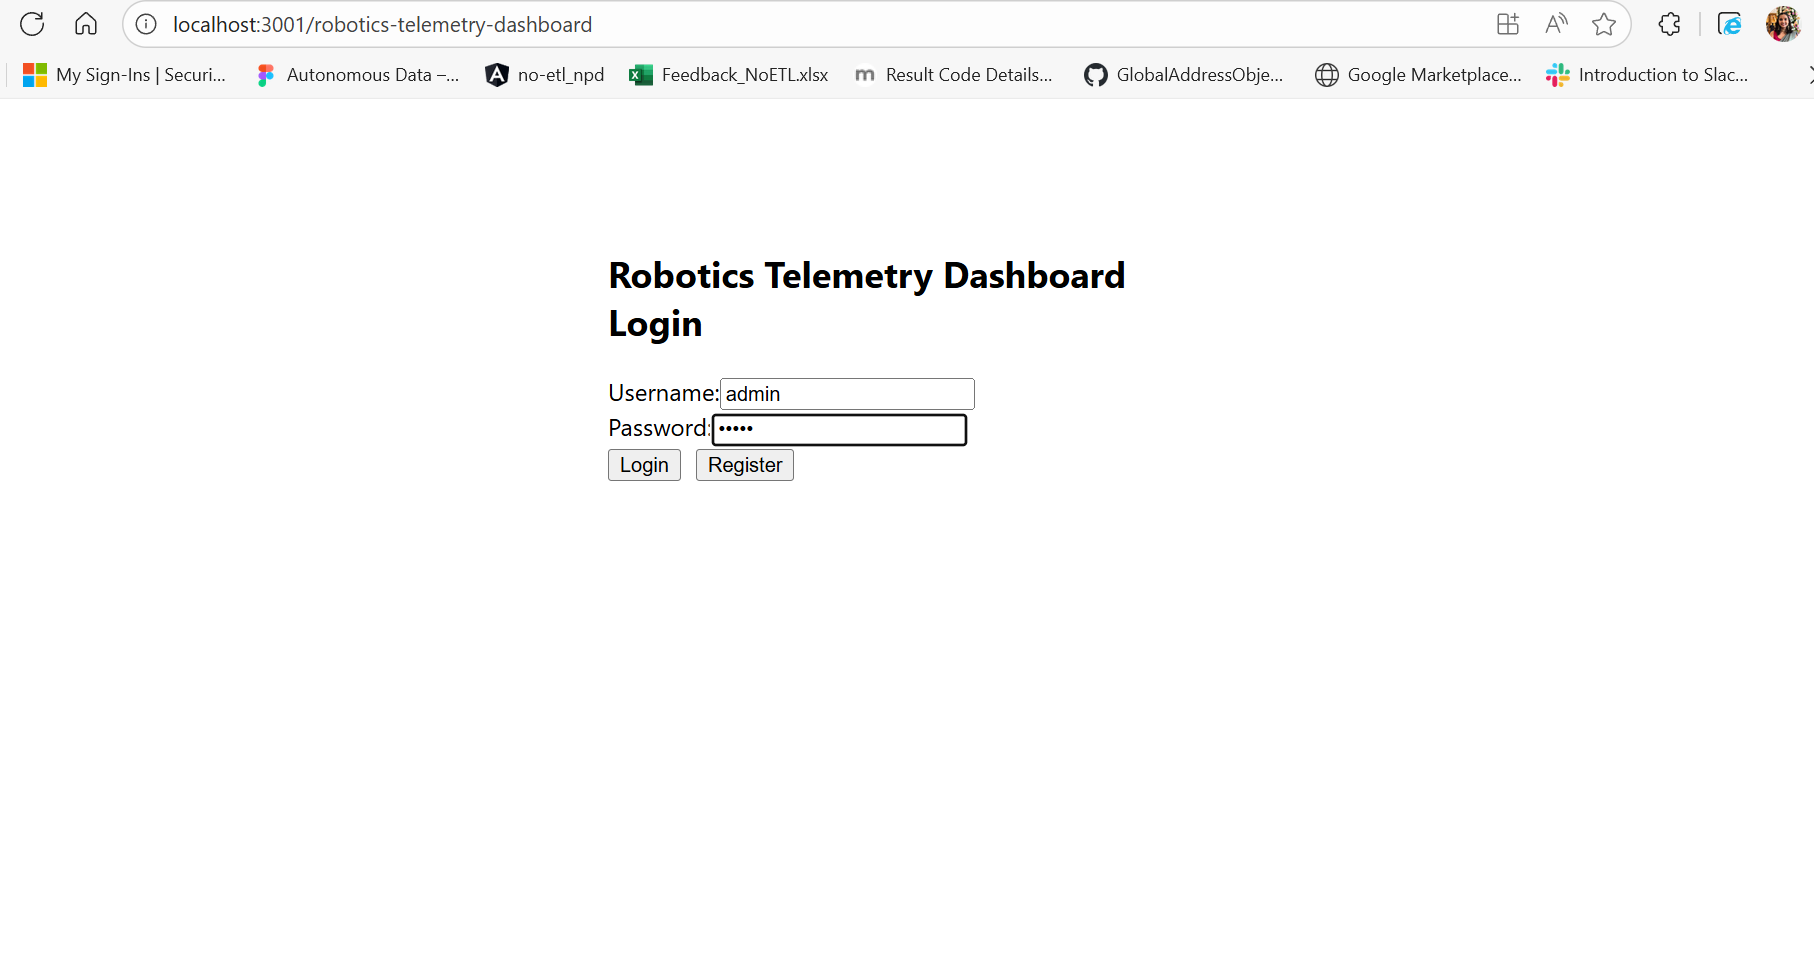 localhost:3001/robotics-telemetry-dashboard
My Sign-Ins | Securi...
Autonomous Data –...
no-etl_npd
Feedback_NoETL.xlsx
m Result Code Details...
GlobalAddressObje...
Google Marketplace...
Introduction to Slac...
Robotics Telemetry Dashboard
Login
Username: admin
Password: •••••
Login Register